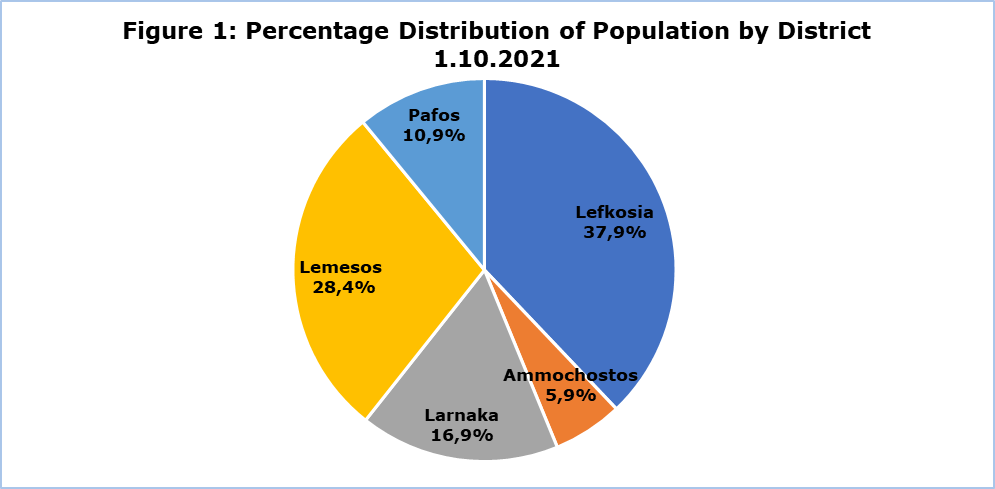 Figure 1: Percentage Distribution of Population by District
1.10.2021
Pafos
10,9%
Lefkosia
37,9%
Lemesos
28,4%
Ammochostos
5,9%
Larnaka
16,9%